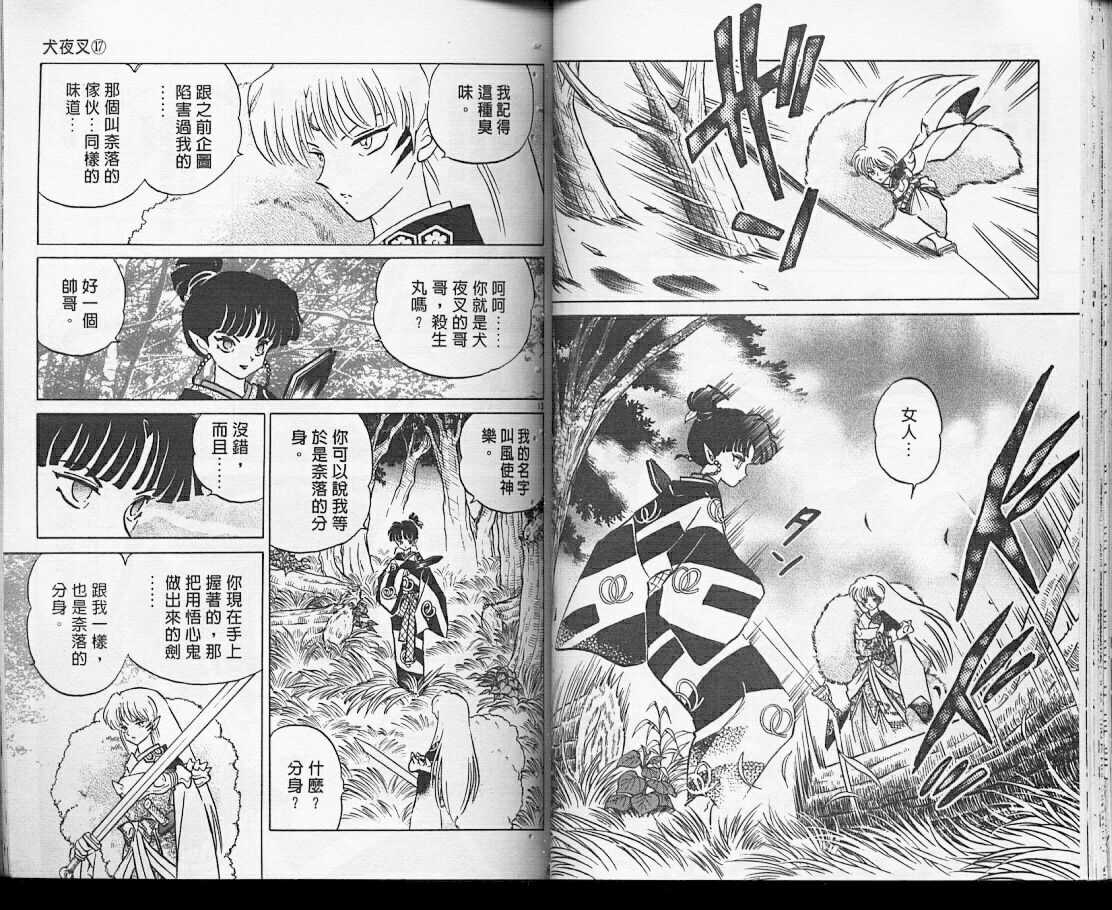 犬夜叉⑰
女人…
タン
我記得
這種臭
味。
跟之前企圖
陷害過我的
……
那個叫奈落的
傢伙…同樣的
味道…
呵呵……
你就是犬
夜叉的哥
哥，殺生
丸嗎？
好一個
帥哥。
我的名字
叫風使神
樂。
你可以說我等
於是奈落的分
身。
什麼？
分身？
沒錯，
而且……
你現在手上
握著的，那
把用悟心鬼
做出來的劍
……
跟我一樣，
也是奈落的
分身。